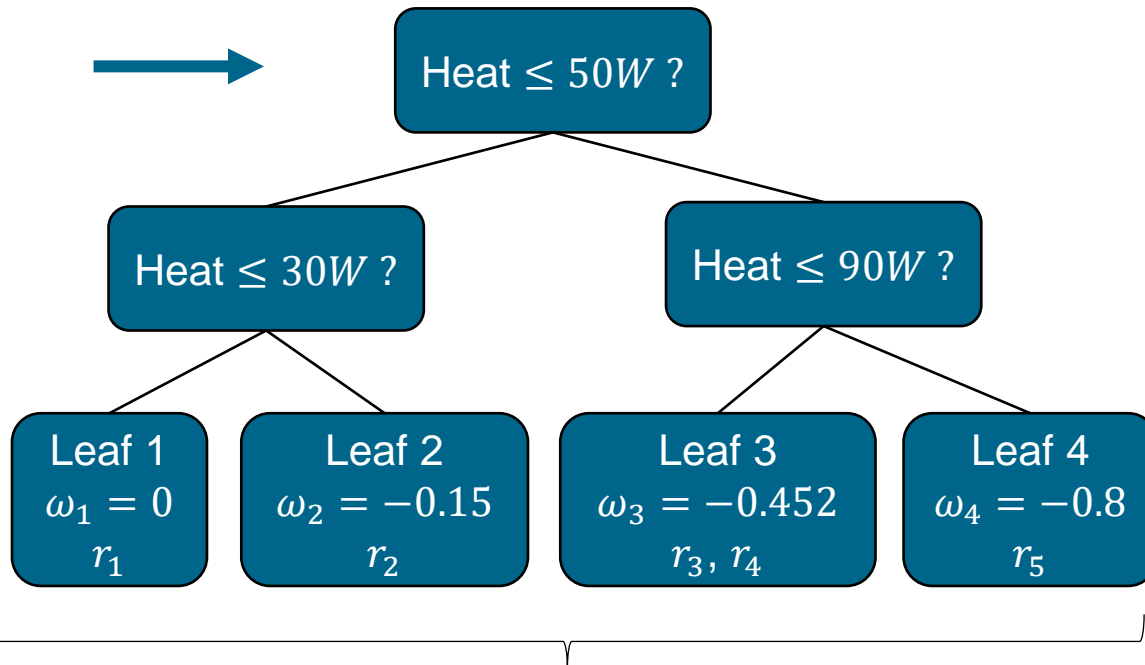 Heat ≤ 50W ?
Heat ≤ 30W ?
Heat ≤ 90W ?
Leaf 1
ω₁ = 0
r₁
Leaf 2
ω₂ = −0.15
r₂
Leaf 3
ω₃ = −0.452
r₃, r₄
Leaf 4
ω₄ = −0.8
r₅